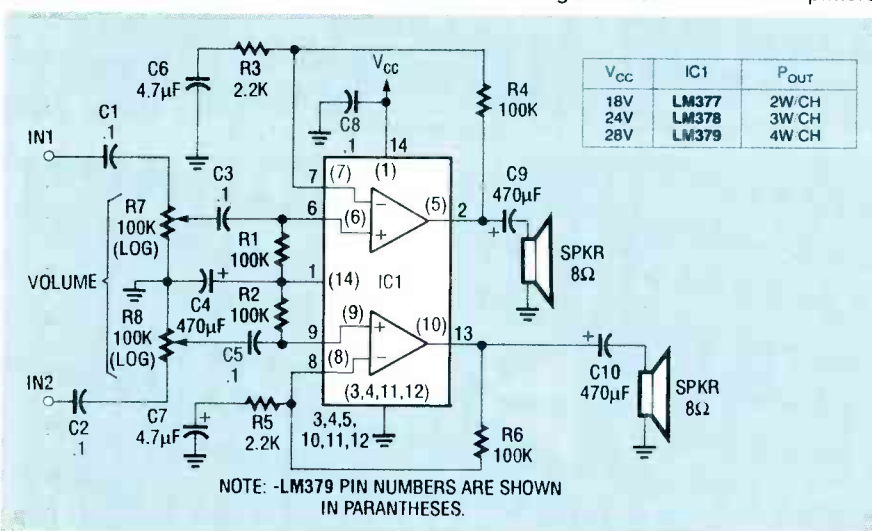 C6
4.7µF
R3
2.2K
VCC
C8
.1
R4
100K
VCC IC1 POUT
18V LM377 2W/CH
24V LM378 3W/CH
28V LM379 4W/CH
C1
.1
IN1
C3
.1
R7
100K
(LOG)
VOLUME
R8
100K
(LOG)
IN2
C2
.1
C7
4.7µF
+
R1
100K
C4
470µF
+
R2
100K
C5
.1
R5
2.2K
14
(1)
7
(7)
6
(6)
1
(14)
9
(9)
8
(8)
−
+
IC1
+
−
(5)
2
(10)
13
(3,4,11,12)
3,4,5,
10,11,12
C9
470µF
+
SPKR
8Ω
R6
100K
+
C10
470µF
SPKR
8Ω
NOTE: -LM379 PIN NUMBERS ARE SHOWN
IN PARANTHESES.